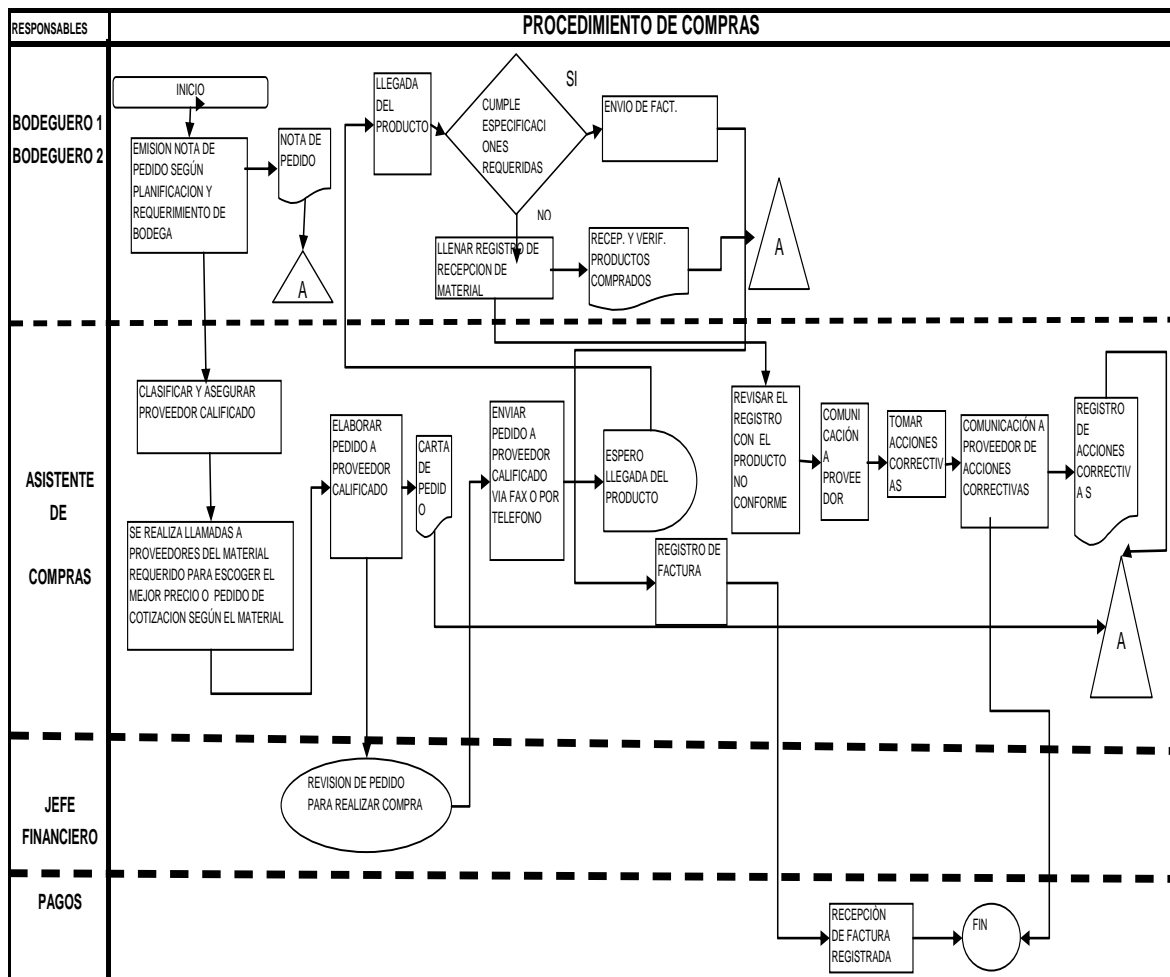 RESPONSABLES
PROCEDIMIENTO DE COMPRAS
BODEGUERO 1
BODEGUERO 2
INICIO
EMISION NOTA DE
PEDIDO SEGÚN
PLANIFICACION Y
REQUERIMIENTO DE
BODEGA
NOTA DE
PEDIDO
A
LLEGADA
DEL
PRODUCTO
CUMPLE
ESPECIFICACI
ONES
REQUERIDAS
SI
NO
ENVIO DE FACT.
LLENAR REGISTRO DE
RECEPCION DE
MATERIAL
RECEP. Y VERIF.
PRODUCTOS
COMPRADOS
A
ASISTENTE
DE
COMPRAS
CLASIFICAR Y ASEGURAR
PROVEEDOR CALIFICADO
SE REALIZA LLAMADAS A
PROVEEDORES DEL MATERIAL
REQUERIDO PARA ESCOGER EL
MEJOR PRECIO O PEDIDO DE
COTIZACION SEGÚN EL MATERIAL
ELABORAR
PEDIDO A
PROVEEDOR
CALIFICADO
CARTA
DE
PEDID
O
ENVIAR
PEDIDO A
PROVEEDOR
CALIFICADO
VIA FAX O POR
TELEFONO
ESPERO
LLEGADA DEL
PRODUCTO
REGISTRO DE
FACTURA
REVISAR EL
REGISTRO
CON EL
PRODUCTO
NO
CONFORME
COMUNI
CACIÓN
A
PROVEE
DOR
TOMAR
ACCIONES
CORRECTIV
AS
COMUNICACIÓN A
PROVEEDOR DE
ACCIONES
CORRECTIVAS
REGISTRO
DE
ACCIONES
CORRECTIV
A S
A
JEFE
FINANCIERO
REVISION DE PEDIDO
PARA REALIZAR COMPRA
PAGOS
RECEPCIÓN
DE FACTURA
REGISTRADA
FIN